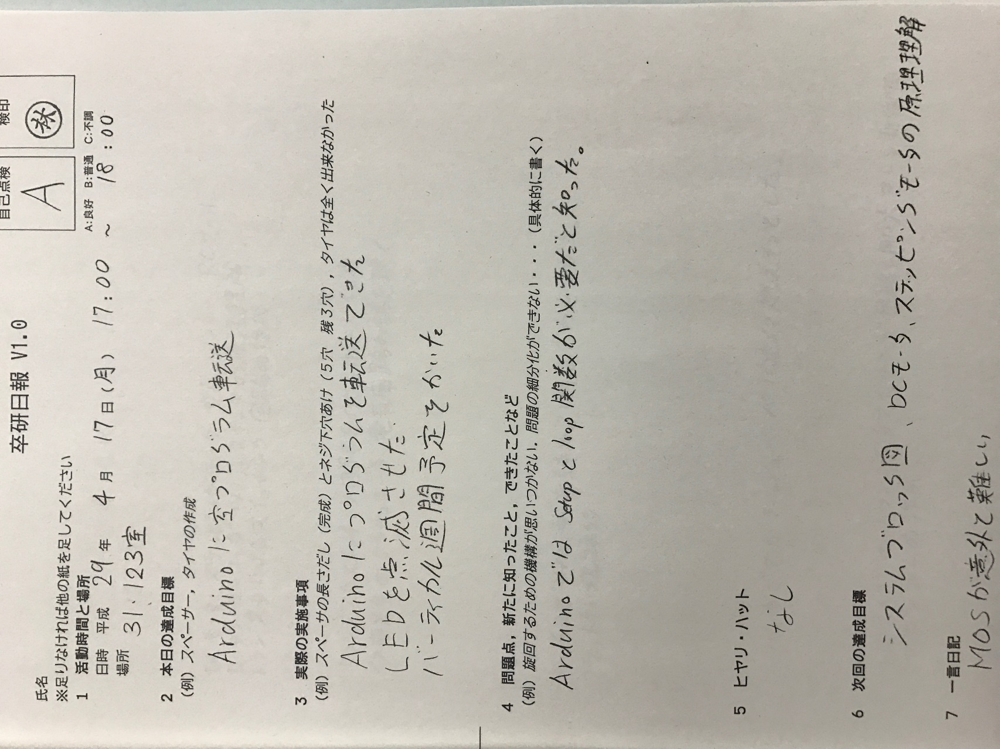 卒研日報 V1.0
自己点検
検印
A
秋
A:良好 B:普通 C:不調
氏名
※足りなければ他の紙を足してください
1 活動時間と場所
日時 平成 29 年 4 月 17 日 (月) 17:00 ~ 18:00
場所 31.123室
2 本日の達成目標
(例) スペーサー,タイヤの作成
Arduinoに空プログラム転送
3 実際の実施事項
(例) スペーサの長さだし(完成)とネジ下穴あけ(5穴 残3穴),タイヤは全く出来なかった
Arduinoにプログラムを転送できた
LEDを点滅させた
バーティカル週間予定をかいた
4 問題点,新たに知ったこと,できたことなど
(例) 旋回するための機構が思いつかない.問題の細分化ができない・・・(具体的に書く)
Arduinoでは Setupと loop 関数が必要だと知った。
5 ヒヤリ・ハット
なし
6 次回の達成目標
システムブロック図、DCモータ、ステッピングモータの原理理解
7 一言日記
MOSが意外と難しい